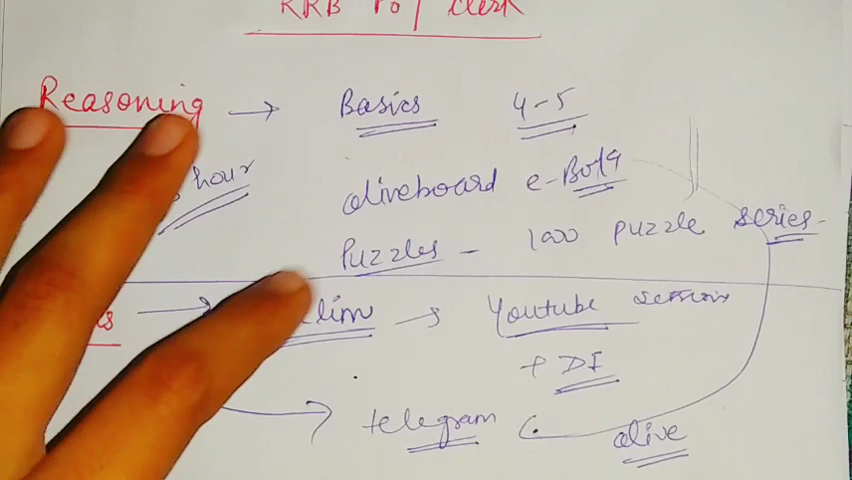 RRB PO/ Clerk
Reasoning → Basics 4-5
hour
oliveboard e-Book
Puzzles - 1000 puzzle series
→ Youtube session
+ DI
→ telegram
olive